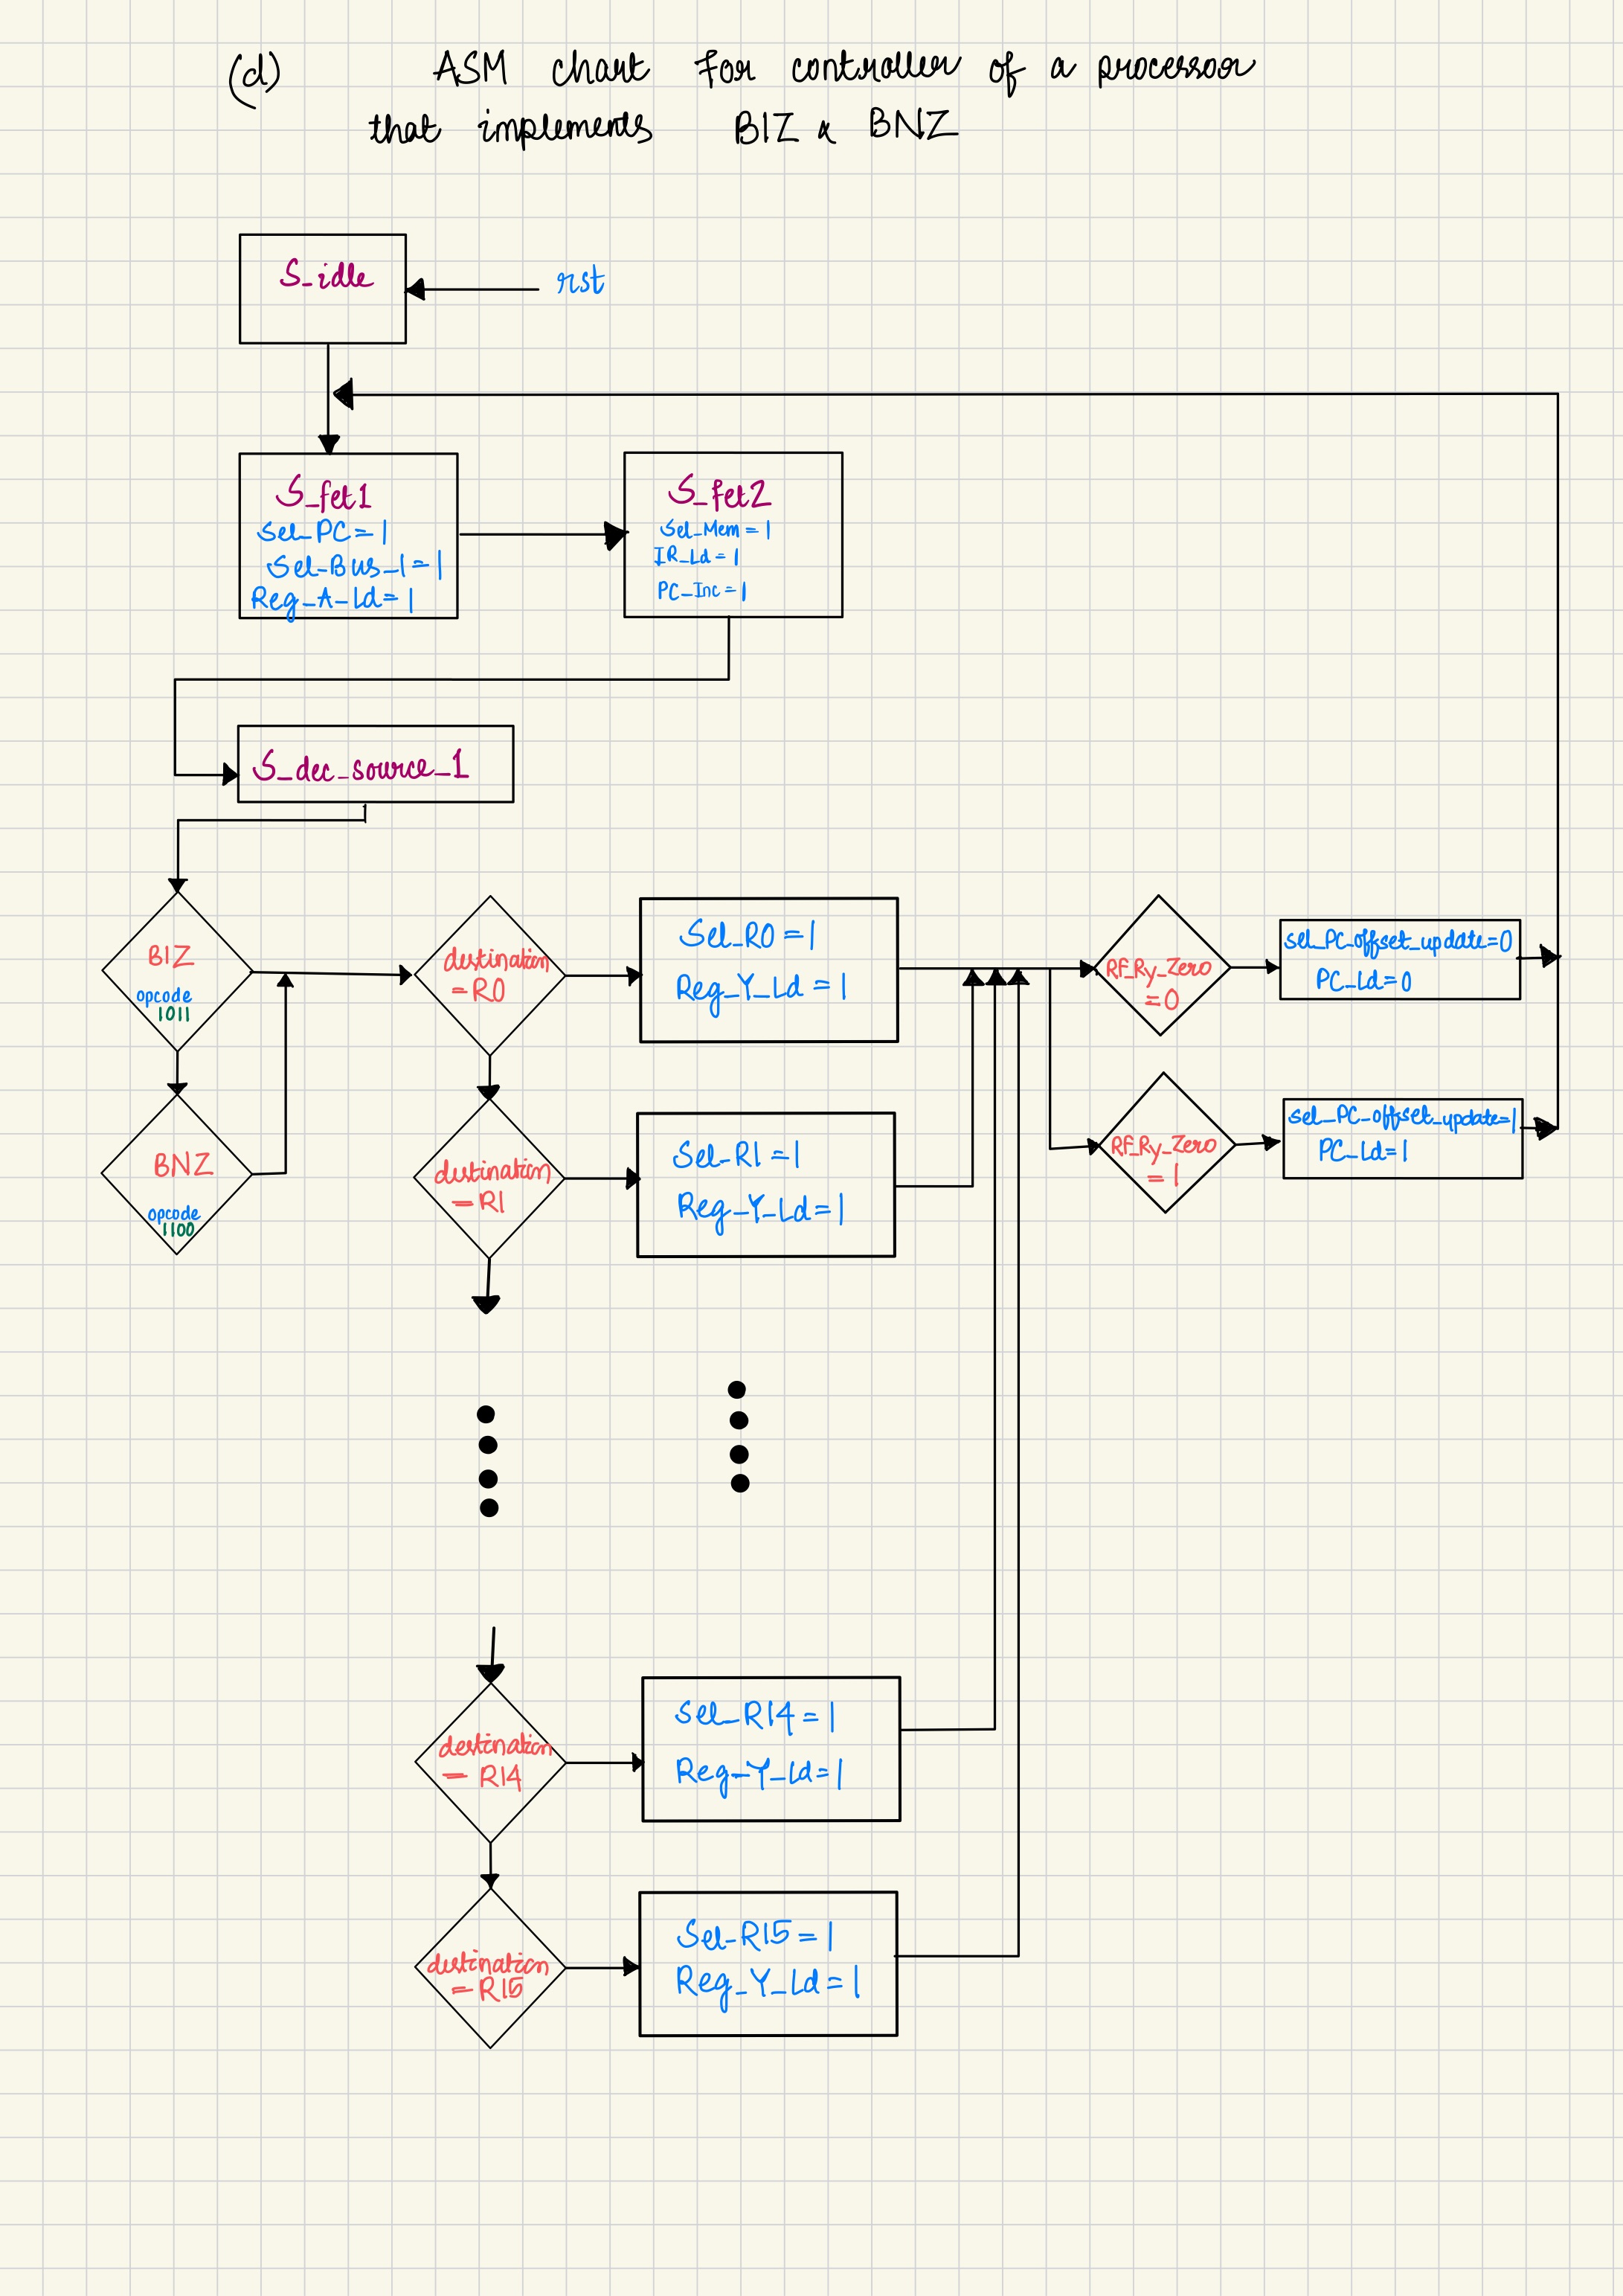 (d) ASM chart for controller of a processor
that implements BIZ & BNZ
S_idle
rst
S_fet1
Sel_PC=1
Sel_Bus_1=1
Reg_A_Ld=1
S_fet2
Sel_Mem=1
IR_Ld=1
PC_Inc=1
S_dec_source_1
BIZ
opcode
1011
destination
=R0
Sel_R0=1
Reg_Y_Ld=1
RF_Ry_Zero
=0
sel_PC_offset_update=0
PC_Ld=0
BNZ
opcode
1100
destination
=R1
Sel_R1=1
Reg_Y_Ld=1
RF_Ry_Zero
=1
sel_PC_offset_update=1
PC_Ld=1
destination
=R14
Sel_R14=1
Reg_Y_Ld=1
destination
=R15
Sel_R15=1
Reg_Y_Ld=1